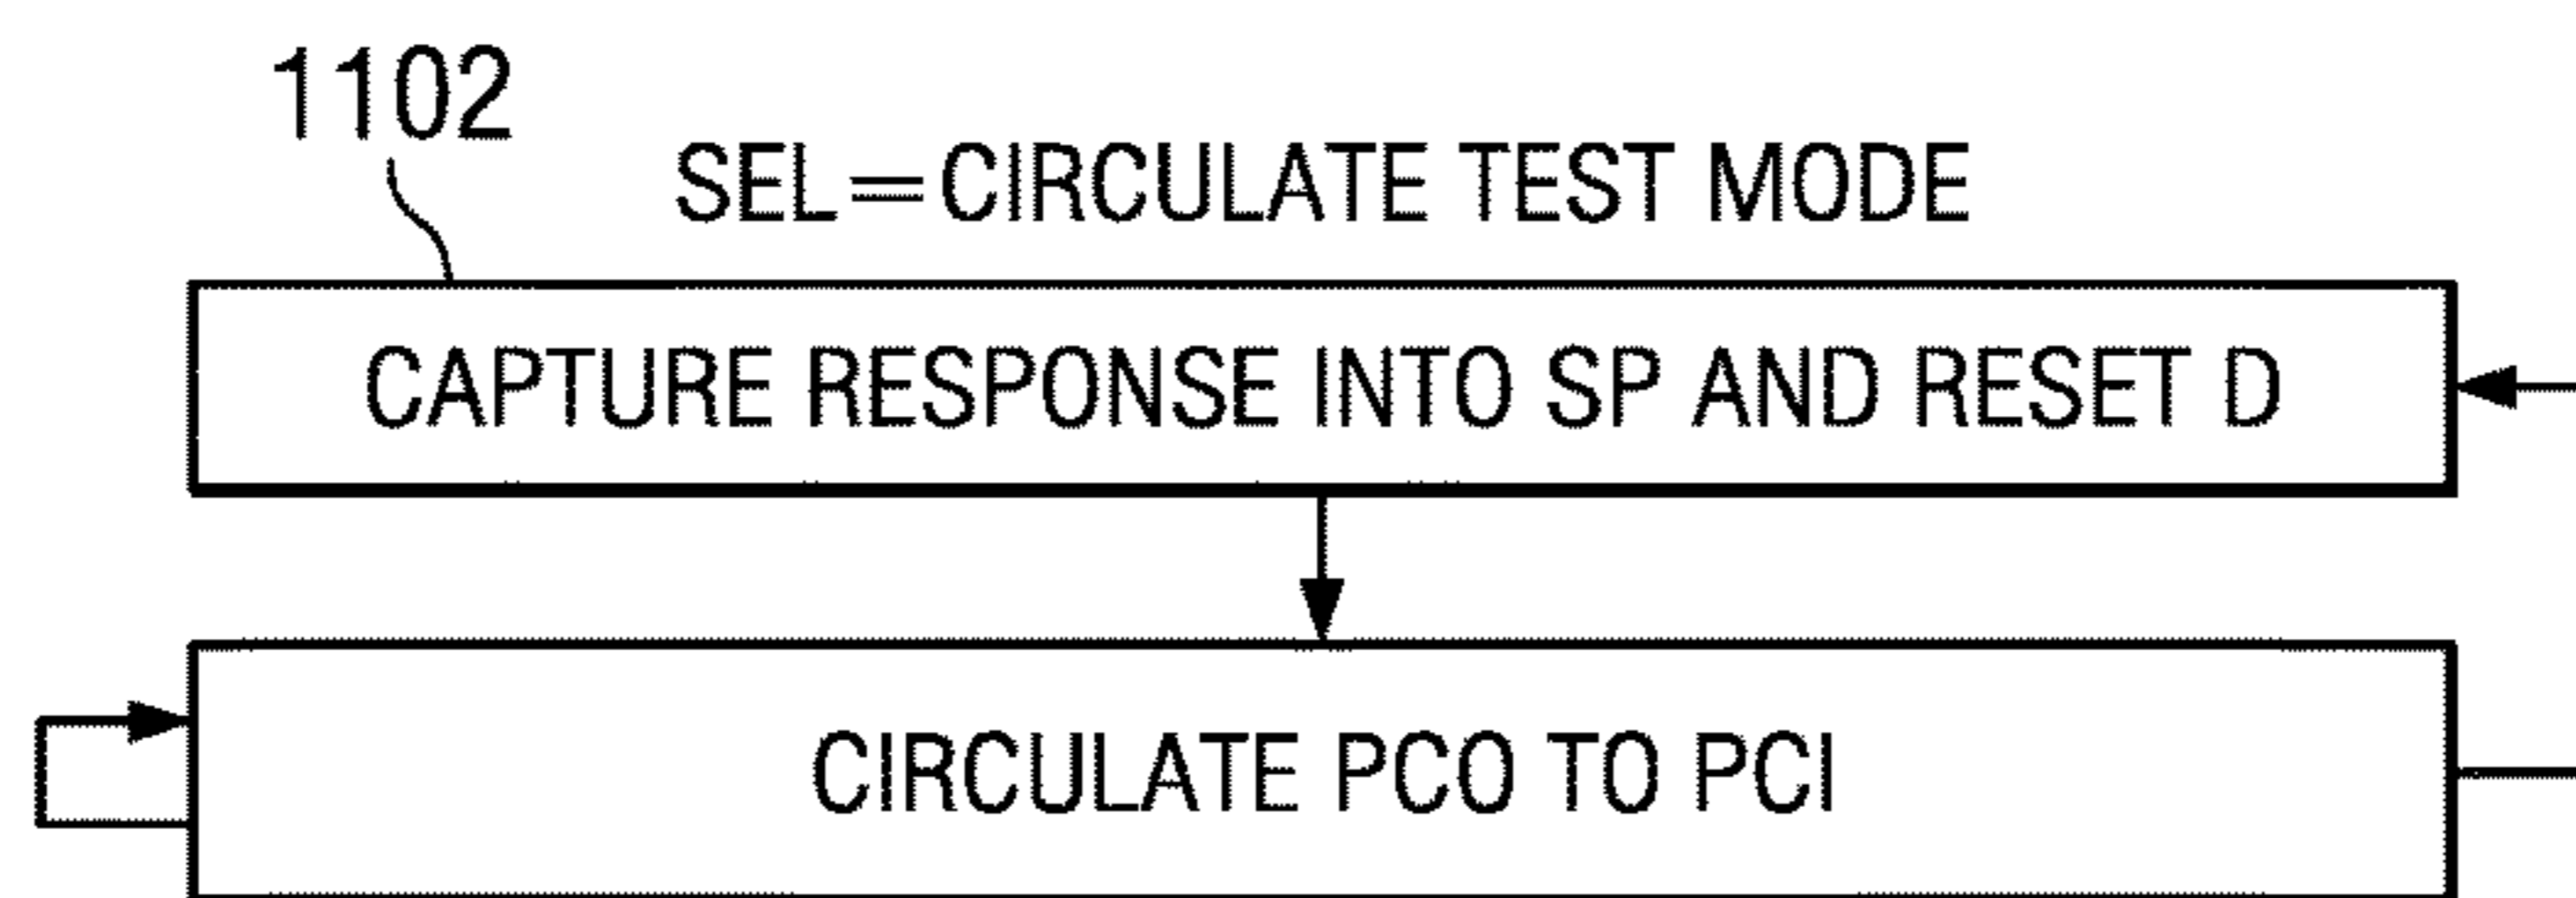 1102
SEL=CIRCULATE TEST MODE
CAPTURE RESPONSE INTO SP AND RESET D
CIRCULATE PCO TO PCI